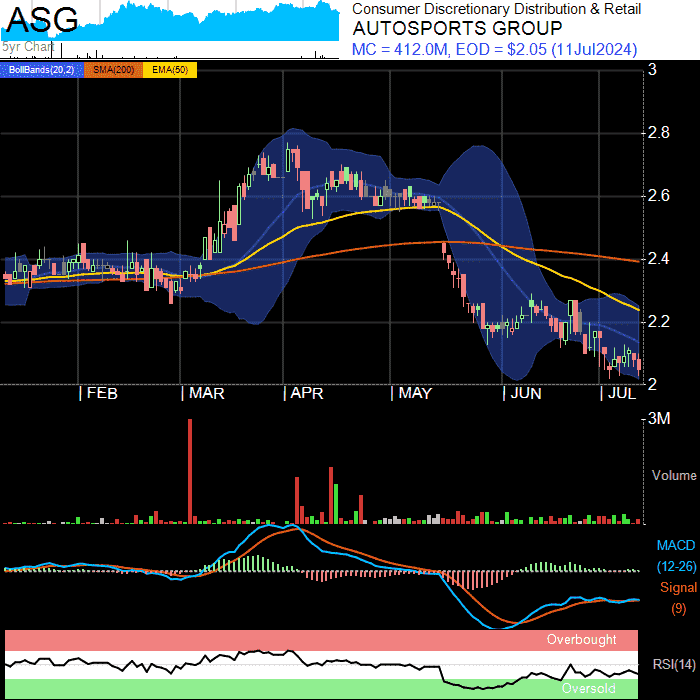 ASG
Consumer Discretionary Distribution & Retail
AUTOSPORTS GROUP
5yr Chart
MC = 412.0M, EOD = $2.05 (11Jul2024)
BollBands(20,2) SMA(200) EMA(50)
3
2.8
2.6
2.4
2.2
2
FEB MAR APR MAY JUN JUL
3M
Volume
MACD
(12-26)
Signal
(9)
Overbought
RSI(14)
Oversold